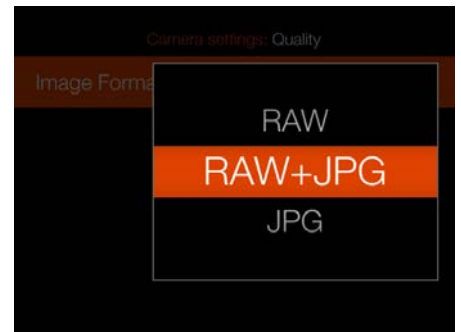 Camera settings: Quality
Image Forma
RAW
RAW+JPG
JPG